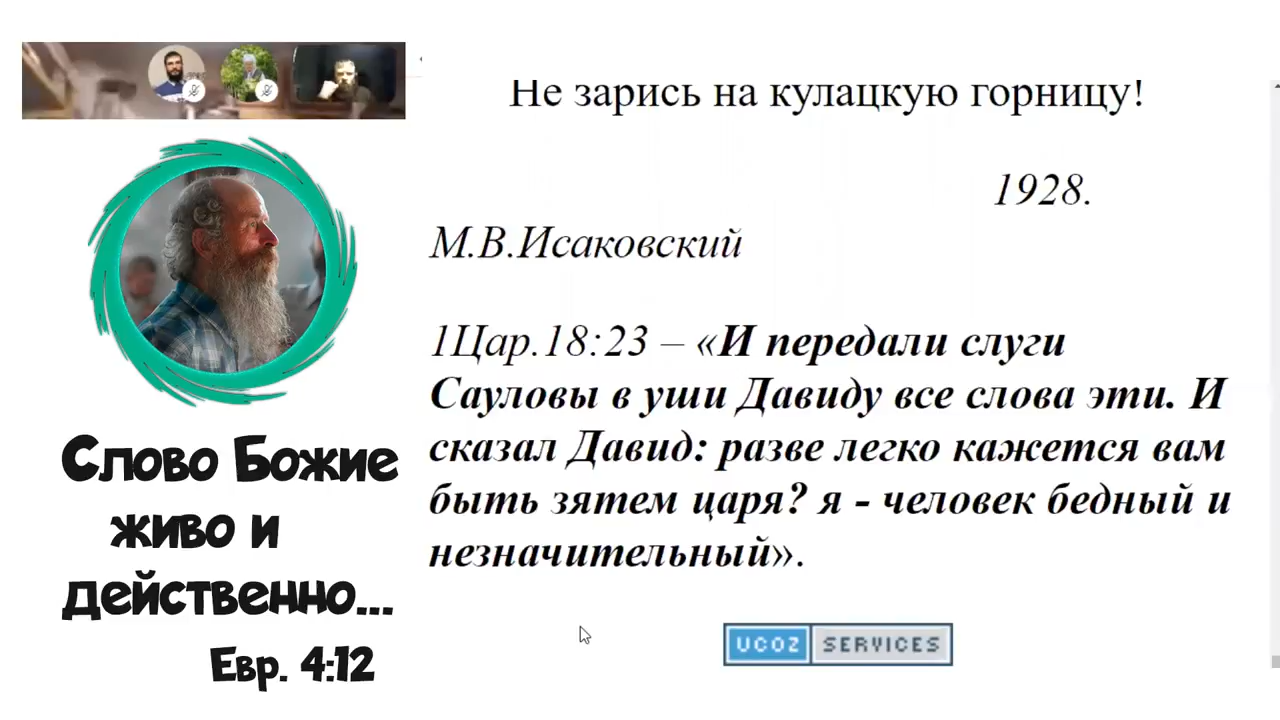 Не зарись на кулацкую горницу!
1928.
М.В.Исаковский
1Цар.18:23 – «И передали слуги
Сауловы в уши Давиду все слова эти. И
сказал Давид: разве легко кажется вам
быть зятем царя? я - человек бедный и
незначительный».
UCOZ SERVICES
Слово Божие
живо и
действенно...
Евр. 4:12